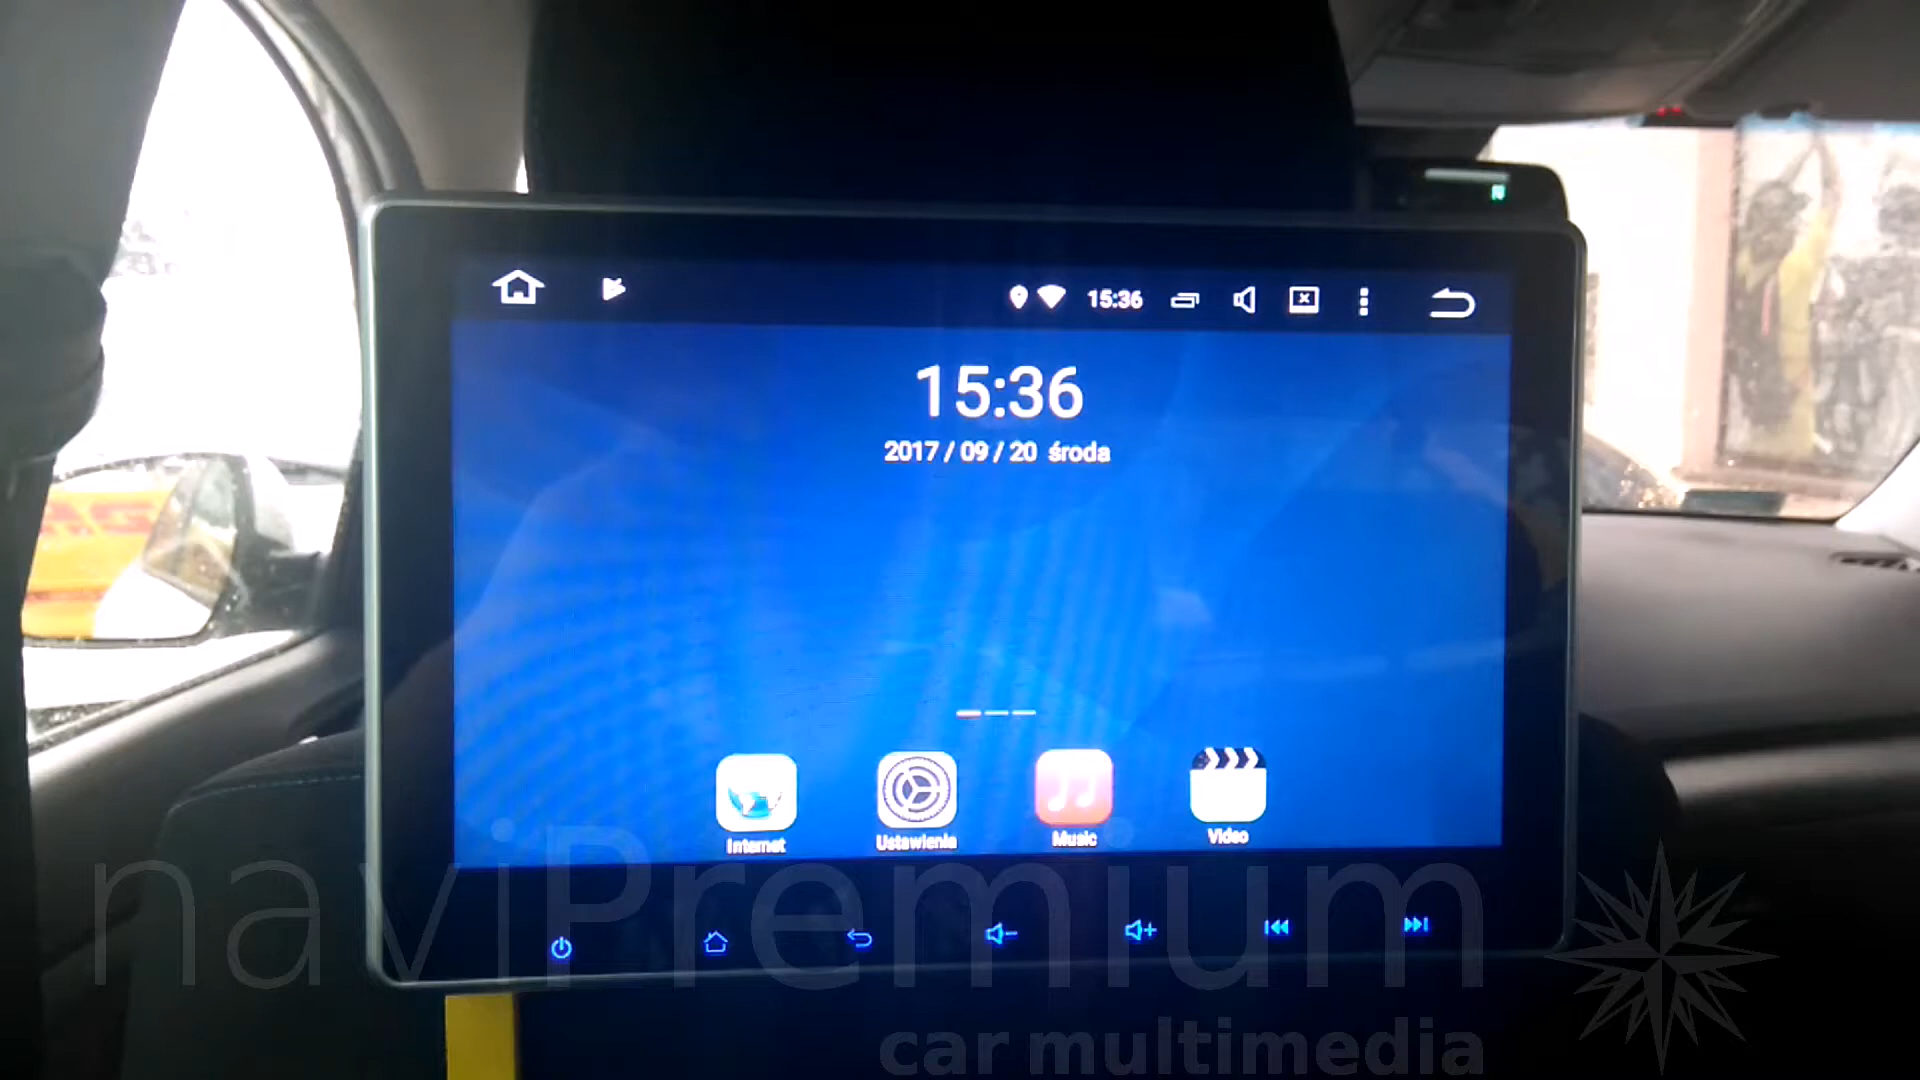 15:36
15:36
2017 / 09 / 20 środa
Internet
Ustawienia
Music
Video
naviPremium
car multimedia